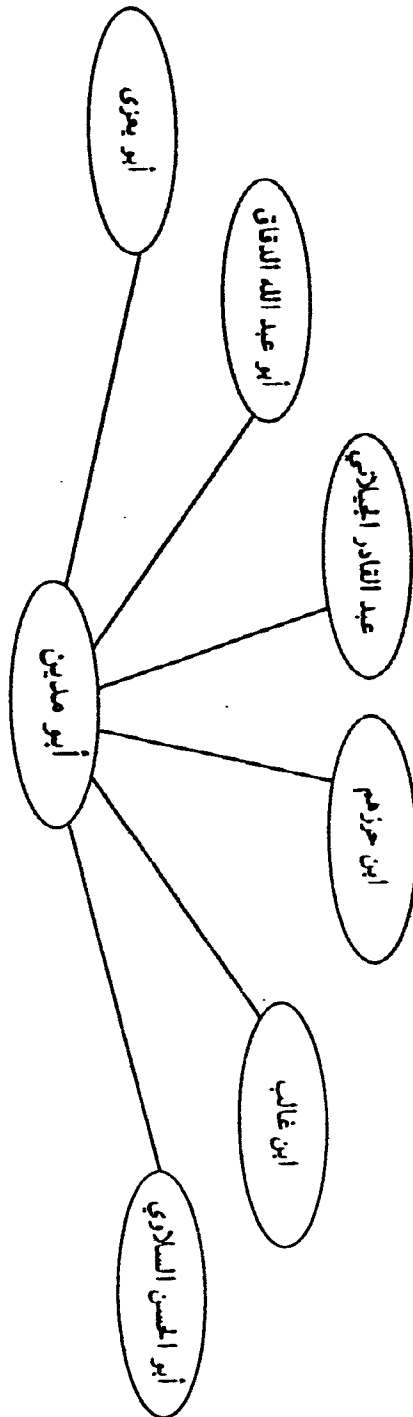 أبو يعزى
أبو عبد الله الدقاق
عبد القادر الجيلاني
ابن حرزهم
ابن غالب
أبو الحسن السلاوي
أبو مدين